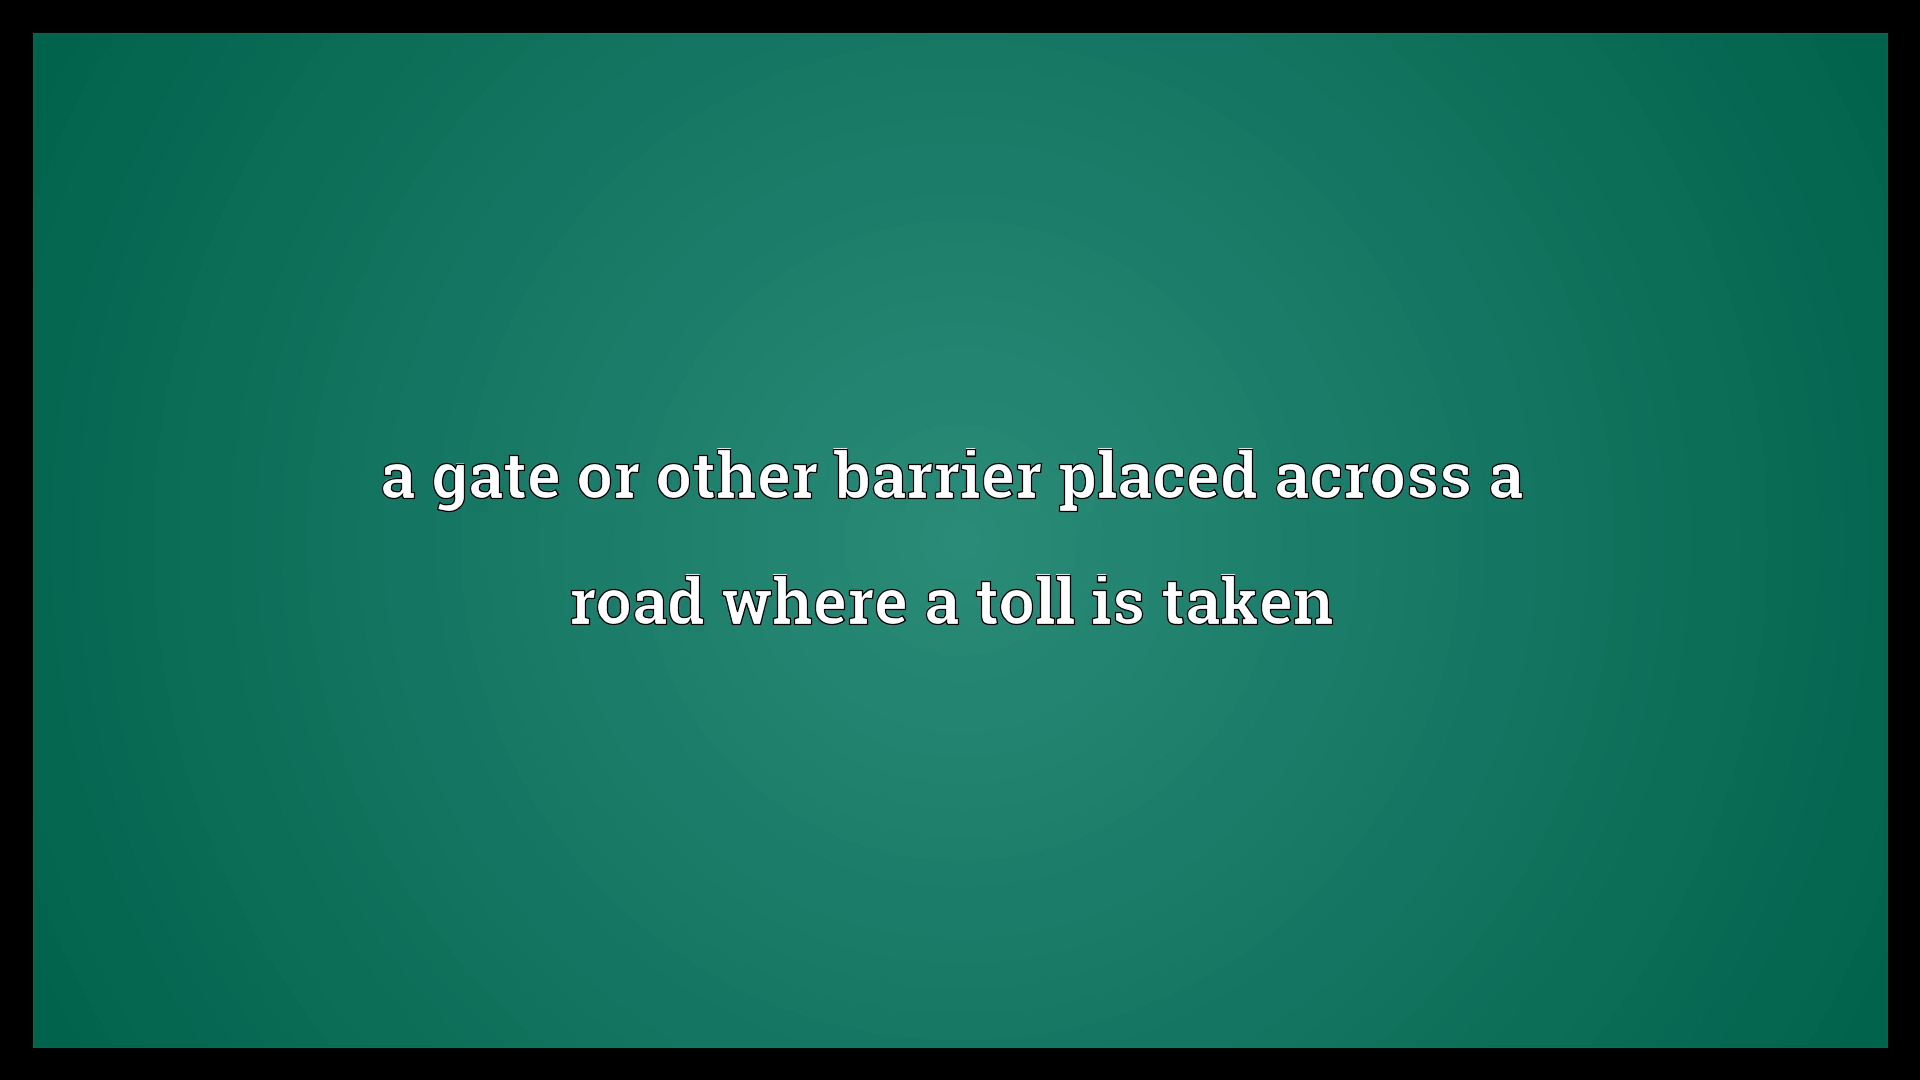 a gate or other barrier placed across a
road where a toll is taken